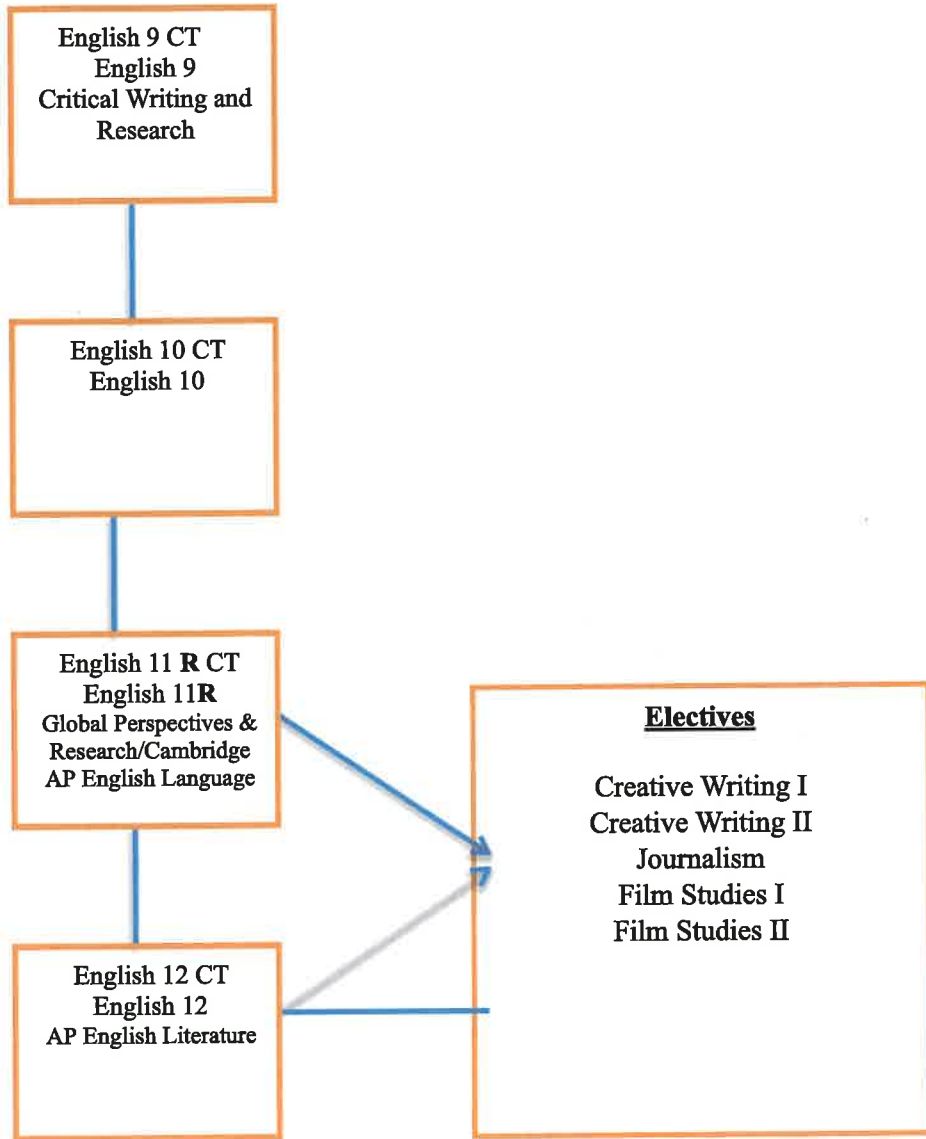 English 9 CT
English 9
Critical Writing and
Research
English 10 CT
English 10
English 11 R CT
English 11R
Global Perspectives &
Research/Cambridge
AP English Language
Electives
Creative Writing I
Creative Writing II
Journalism
Film Studies I
Film Studies II
English 12 CT
English 12
AP English Literature